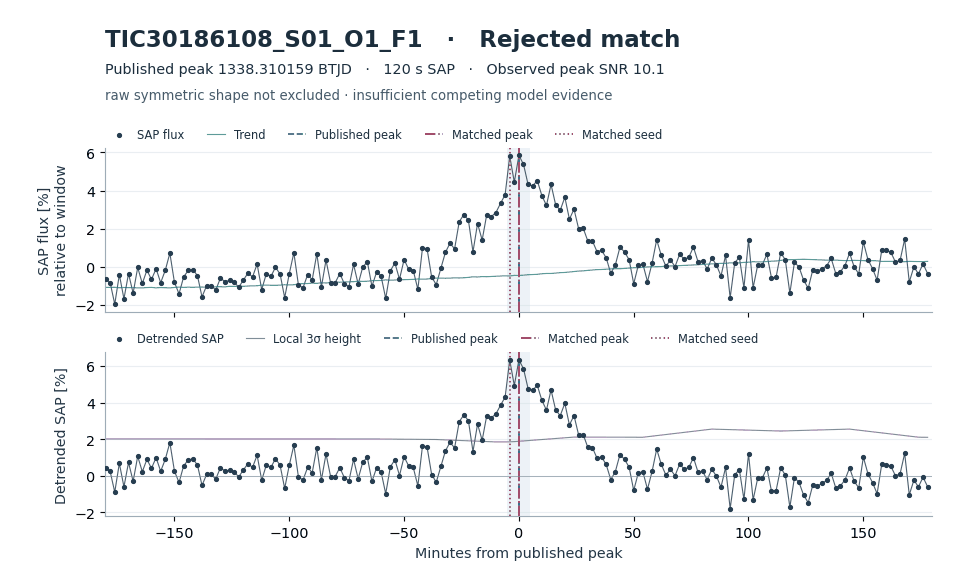 TIC30186108_S01_O1_F1 · Rejected match
Published peak 1338.310159 BTJD · 120 s SAP · Observed peak SNR 10.1
raw symmetric shape not excluded · insufficient competing model evidence
SAP flux Trend Published peak Matched peak Matched seed
SAP flux [%]
relative to window
6
4
2
0
−2
Detrended SAP Local 3σ height Published peak Matched peak Matched seed
Detrended SAP [%]
6
4
2
0
−2
−150 −100 −50 0 50 100 150
Minutes from published peak